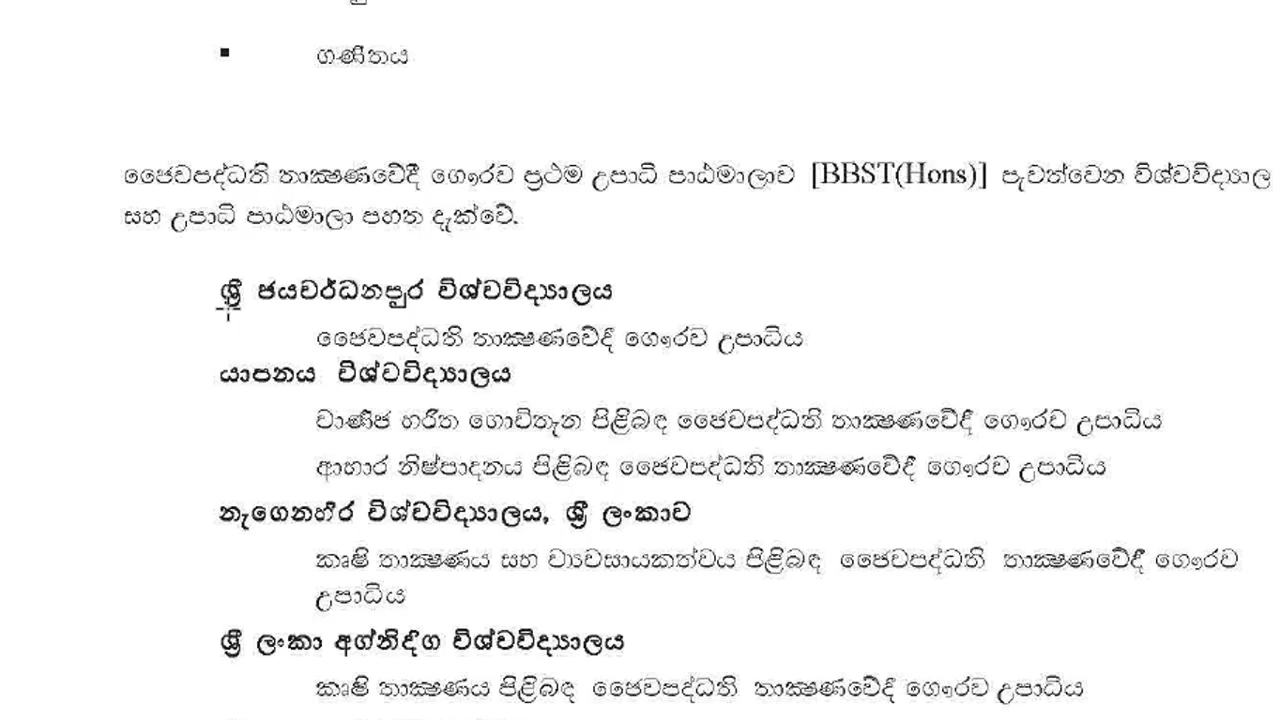 ගණිතය
ජෛවපද්ධති තාක්ෂණවේදී ගෞරව ප්‍රථම උපාධි පාඨමාලාව [BBST(Hons)] පැවත්වෙන විශ්වවිද්‍යාල
සහ උපාධි පාඨමාලා පහත දැක්වේ.
ශ්‍රී ජයවර්ධනපුර විශ්වවිද්‍යාලය
ජෛවපද්ධති තාක්ෂණවේදී ගෞරව උපාධිය
යාපනය විශ්වවිද්‍යාලය
වාණිජ හරිත ගොවිතැන පිළිබඳ ජෛවපද්ධති තාක්ෂණවේදී ගෞරව උපාධිය
ආහාර නිෂ්පාදනය පිළිබඳ ජෛවපද්ධති තාක්ෂණවේදී ගෞරව උපාධිය
නැගෙනහිර විශ්වවිද්‍යාලය, ශ්‍රී ලංකාව
කෘෂි තාක්ෂණය සහ ව්‍යවසායකත්වය පිළිබඳ ජෛවපද්ධති තාක්ෂණවේදී ගෞරව
උපාධිය
ශ්‍රී ලංකා අග්නිදිග විශ්වවිද්‍යාලය
කෘෂි තාක්ෂණය පිළිබඳ ජෛවපද්ධති තාක්ෂණවේදී ගෞරව උපාධිය